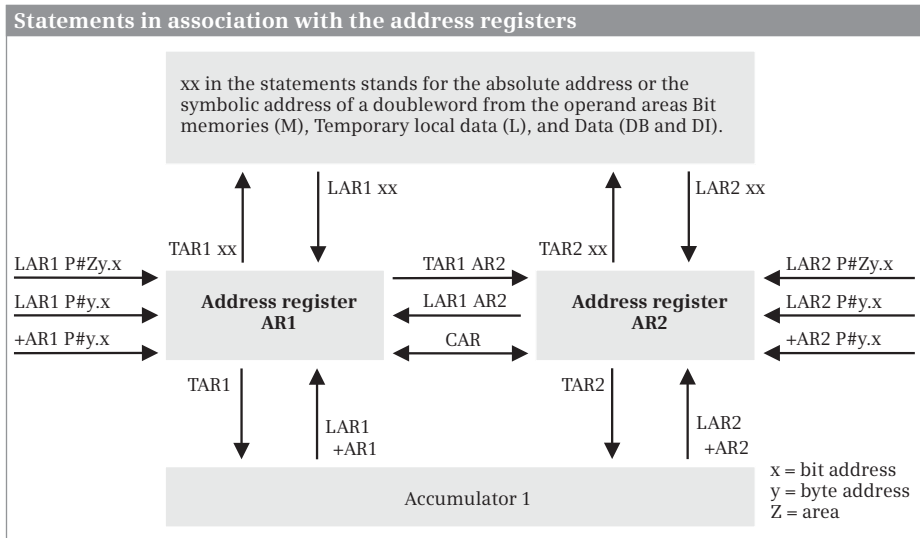 Statements in association with the address registers
xx in the statements stands for the absolute address or the
symbolic address of a doubleword from the operand areas Bit
memories (M), Temporary local data (L), and Data (DB and DI).
LAR1 xx
LAR2 xx
TAR1 xx
TAR2 xx
LAR1 P#Zy.x
TAR1 AR2
LAR2 P#Zy.x
Address register
AR1
LAR1 P#y.x
LAR1 AR2
Address register
AR2
LAR2 P#y.x
+AR1 P#y.x
CAR
+AR2 P#y.x
TAR1
TAR2
LAR1
+AR1
LAR2
+AR2
Accumulator 1
x = bit address
y = byte address
Z = area